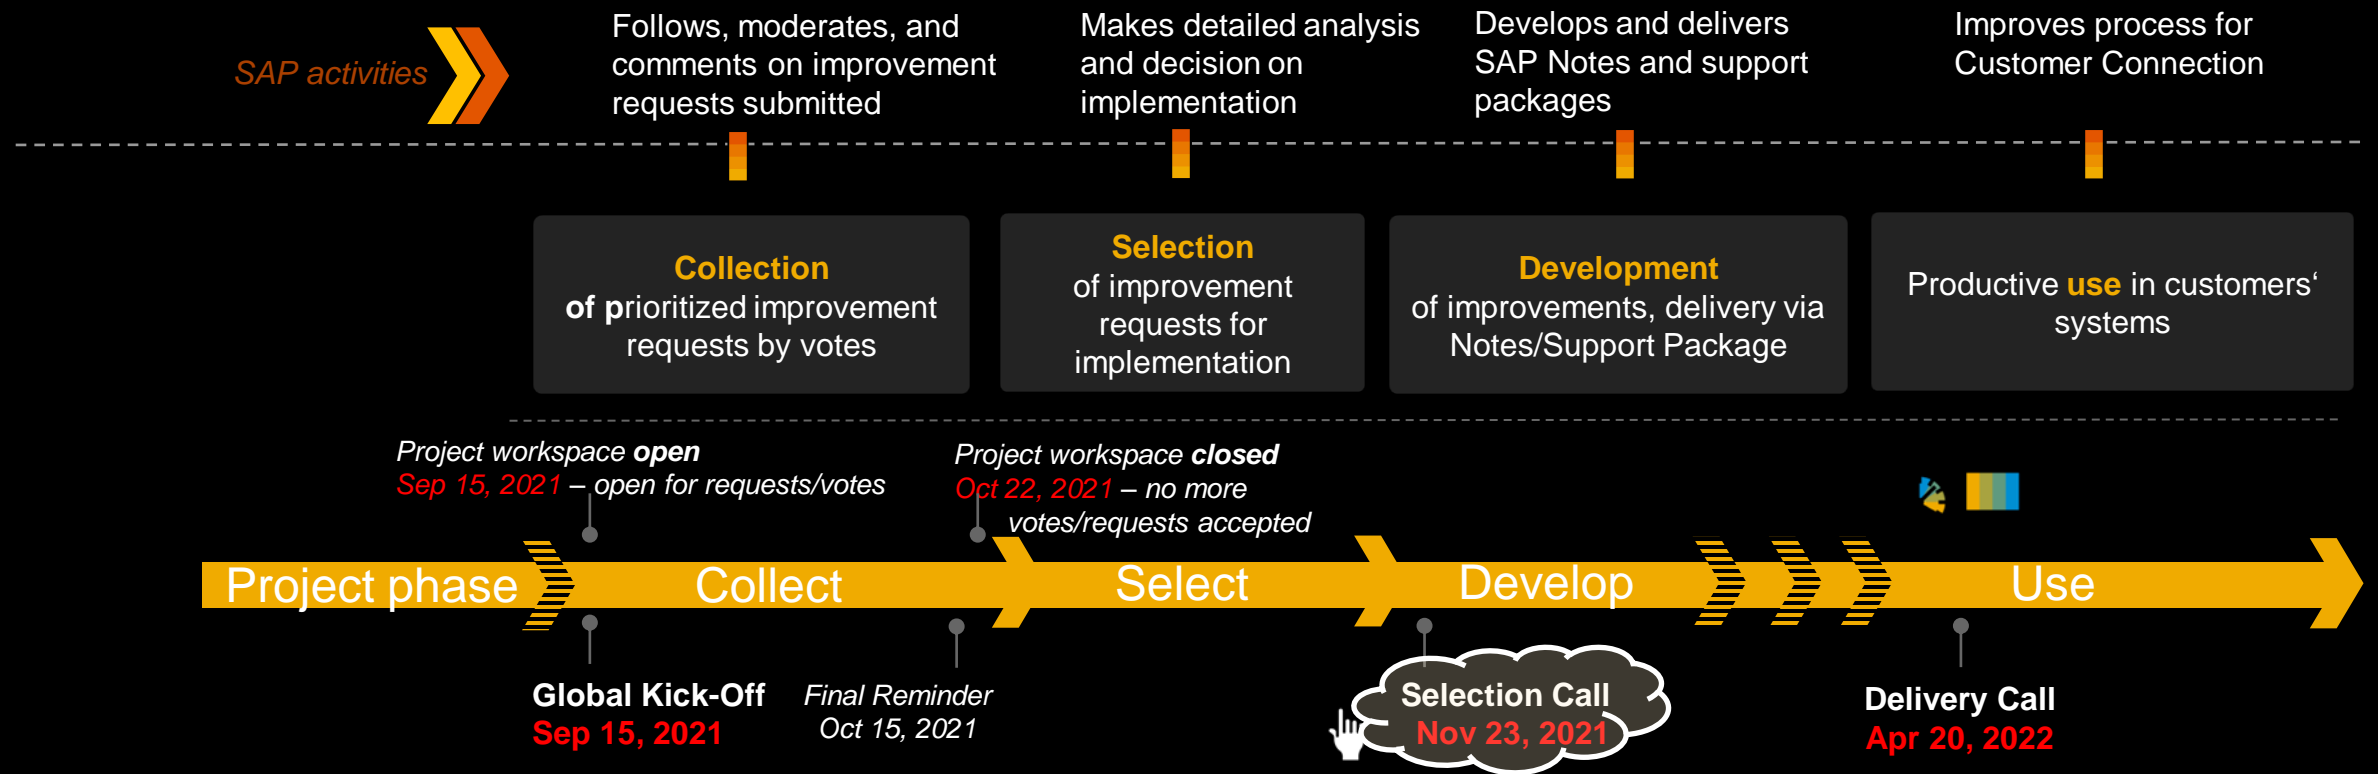 SAP activities
Follows, moderates, and
comments on improvement
requests submitted
Makes detailed analysis
and decision on
implementation
Develops and delivers
SAP Notes and support
packages
Improves process for
Customer Connection
Collection
of prioritized improvement
requests by votes
Selection
of improvement
requests for
implementation
Development
of improvements, delivery via
Notes/Support Package
Productive use in customers‘
systems
Project workspace open
Sep 15, 2021 – open for requests/votes
Project workspace closed
Oct 22, 2021 – no more
votes/requests accepted
Project phase
Collect
Select
Develop
Use
Global Kick-Off
Sep 15, 2021
Final Reminder
Oct 15, 2021
Selection Call
Nov 23, 2021
Delivery Call
Apr 20, 2022